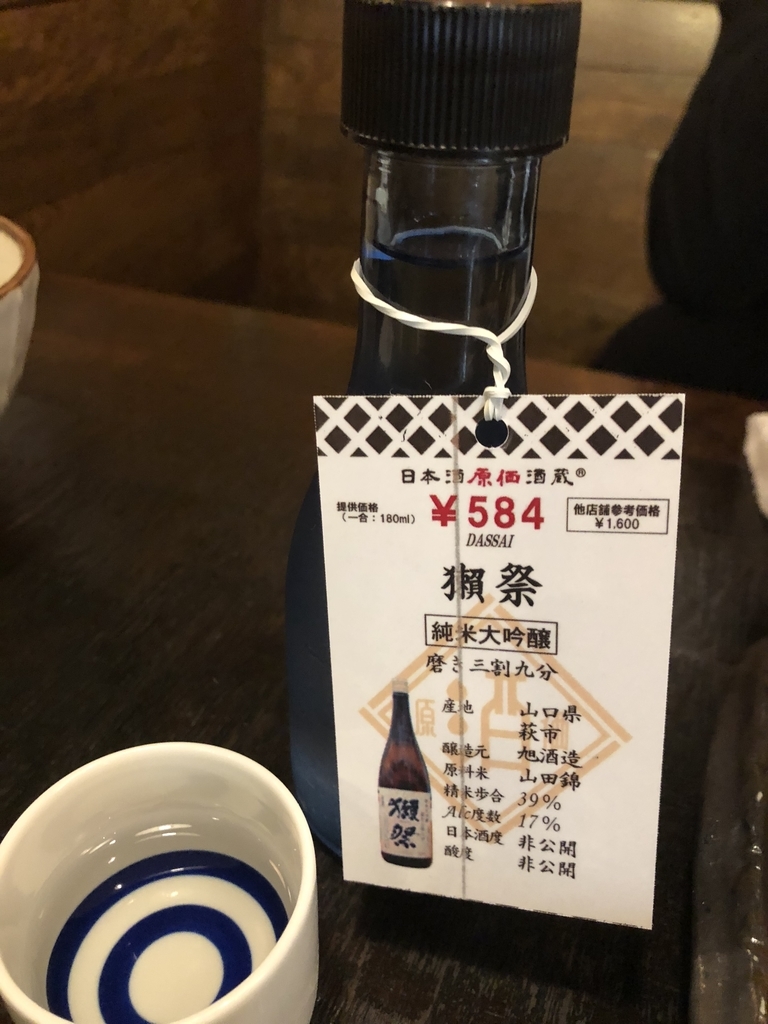 日本酒原価酒蔵®
提供価格
(一合：180ml)
¥584
他店舗参考価格
¥1,600
DASSAI
獺祭
純米大吟醸
磨き三割九分
産地 山口県
萩市
醸造元 旭酒造
原料米 山田錦
精米歩合 39%
Alc度数 17%
日本酒度 非公開
酸度 非公開
獺祭
原 酒